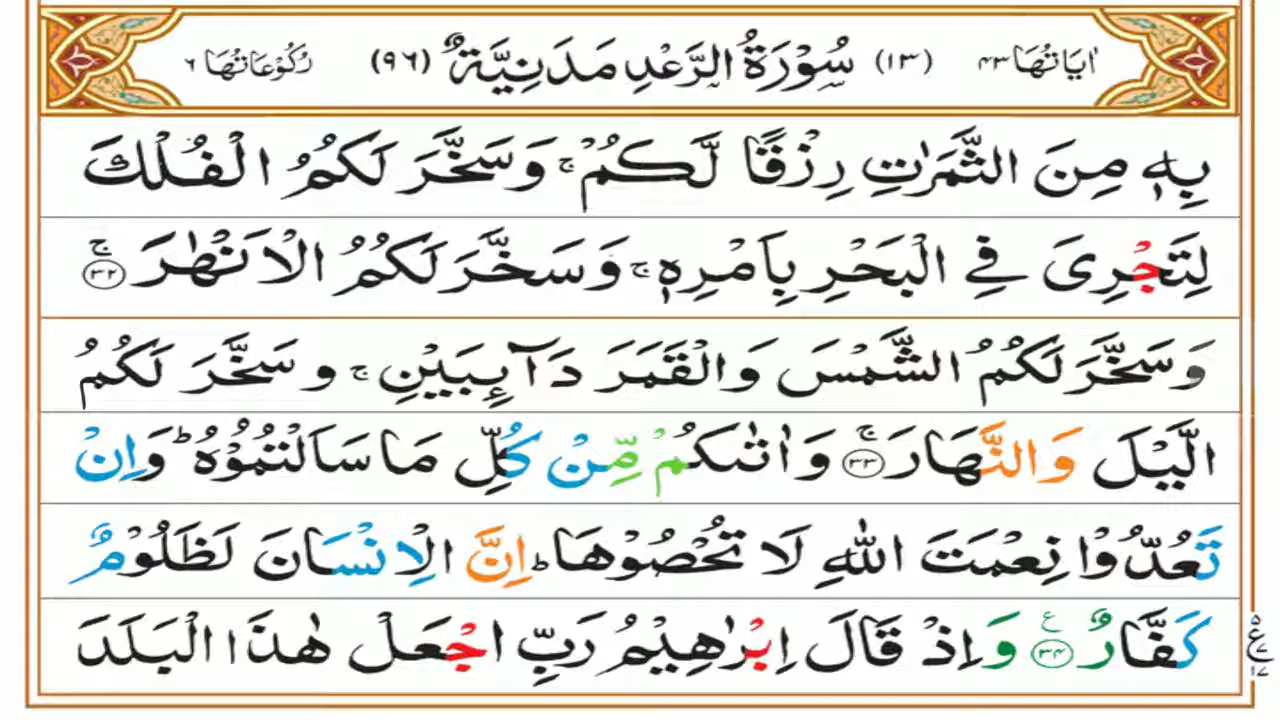 اٰيَاتُهَا ٤٣ (١٣) سُوْرَةُ الرَّعْدِ مَدَنِيَّةٌ (٩٦) رُكُوْعَاتُهَا ٦
بِهٖ مِنَ الثَّمَرٰتِ رِزْقًا لَّكُمْ ۚ وَسَخَّرَ لَكُمُ الْفُلْكَ
لِتَجْرِىَ فِى الْبَحْرِ بِاَمْرِهٖ ۚ وَسَخَّرَ لَكُمُ الْاَنْهٰرَ ۚ ﴿٣٢﴾
وَسَخَّرَ لَكُمُ الشَّمْسَ وَالْقَمَرَ دَآئِبَيْنِ ۚ وَسَخَّرَ لَكُمُ
الَّيْلَ وَالنَّهَارَ ۚ ﴿٣٣﴾ وَاٰتٰىكُمْ مِّنْ كُلِّ مَا سَاَلْتُمُوْهُ ؕ وَاِنْ
تَعُدُّوْا نِعْمَتَ اللّٰهِ لَا تُحْصُوْهَا ؕ اِنَّ الْاِنْسَانَ لَظَلُوْمٌ
كَفَّارٌ ﴿٣٤﴾ ع وَاِذْ قَالَ اِبْرٰهِيْمُ رَبِّ اجْعَلْ هٰذَا الْبَلَدَ